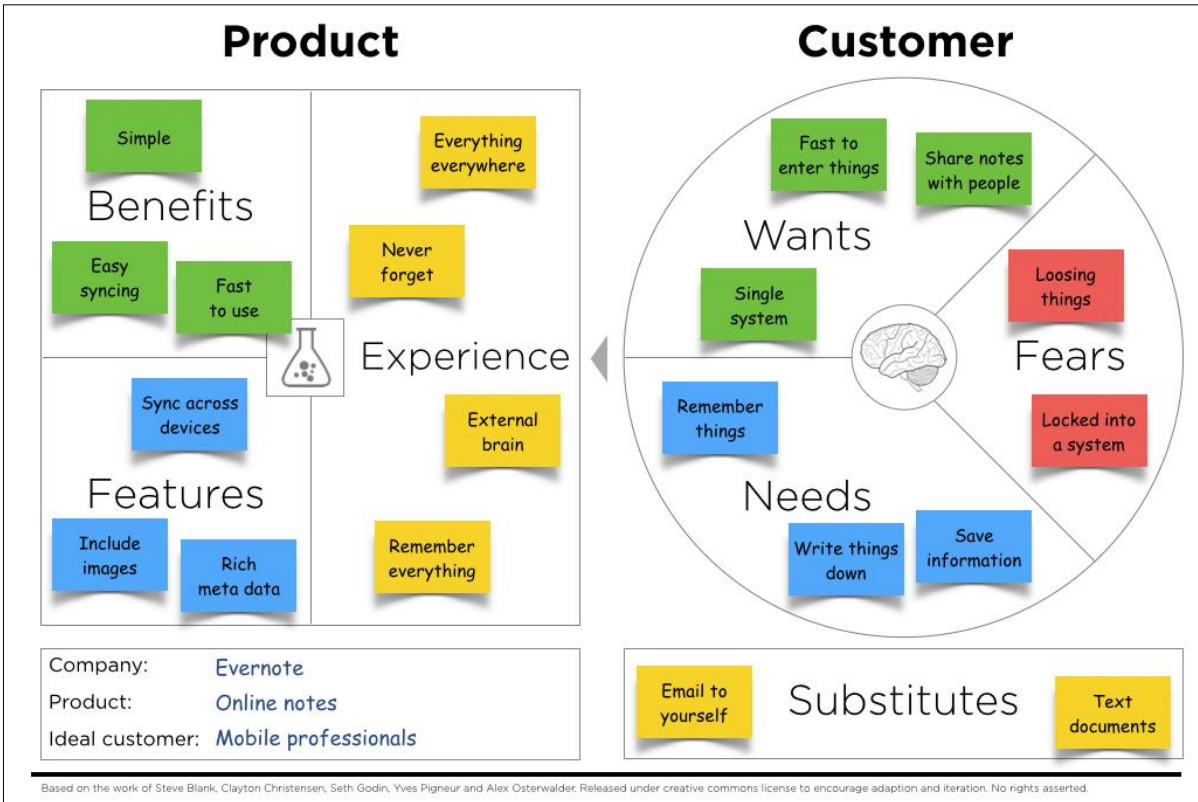 Product
Simple
Benefits
Easy
syncing
Fast
to use
Everything
everywhere
Never
forget
Experience
External
brain
Remember
everything
Sync across
devices
Features
Include
images
Rich
meta data
Customer
Fast to
enter things
Share notes
with people
Wants
Single
system
Loosing
things
Fears
Locked into
a system
Remember
things
Needs
Write things
down
Save
information
Company: Evernote
Product: Online notes
Ideal customer: Mobile professionals
Email to
yourself
Substitutes
Text
documents
Based on the work of Steve Blank, Clayton Christensen, Seth Godin, Yves Pigneur and Alex Osterwalder. Released under creative commons license to encourage adaption and iteration. No rights asserted.